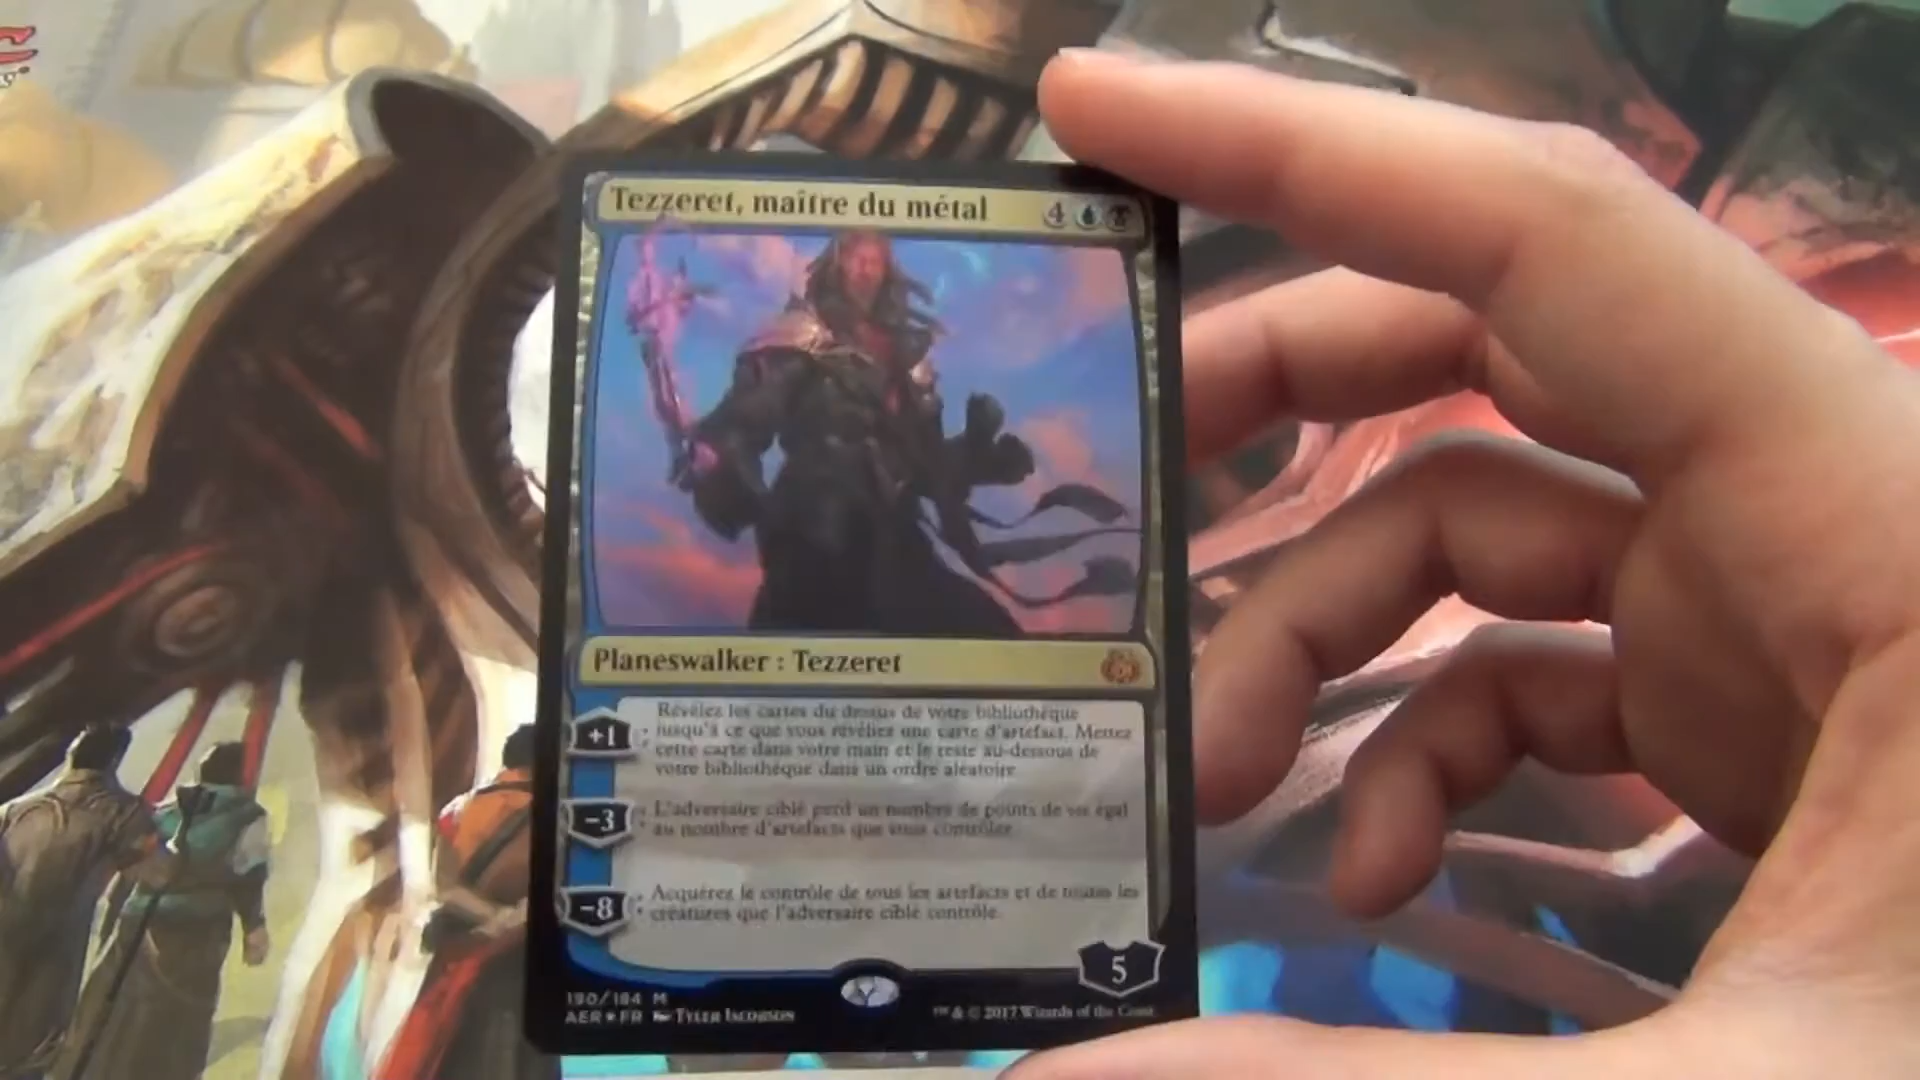 Tezzeret, maître du métal 4
Planeswalker : Tezzeret
+1 : Révélez les cartes du dessus de votre bibliothèque
jusqu'à ce que vous révéliez une carte d'artefact. Mettez
cette carte dans votre main et le reste au-dessous de
votre bibliothèque dans un ordre aléatoire.
-3 : L'adversaire ciblé perd un nombre de points de vie égal
au nombre d'artefacts que vous contrôlez.
-8 : Acquérez le contrôle de tous les artefacts et de toutes les
créatures que l'adversaire ciblé contrôle.
5
190/184 M
AER★FR Tyler Jacobson
™ & © 2017 Wizards of the Coast